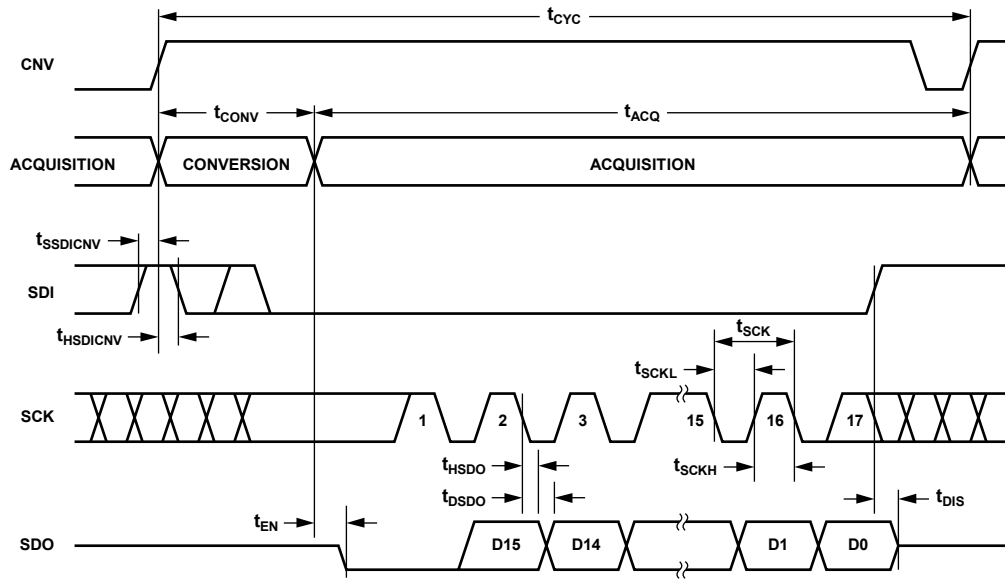 tCYC
CNV
tCONV
tACQ
ACQUISITION CONVERSION ACQUISITION
tSSDICNV
SDI
tHSDICNV
tSCK
tSCKL
SCK 1 2 3 15 16 17
tHSDO
tSCKH
tDSDO
tEN
tDIS
SDO D15 D14 D1 D0